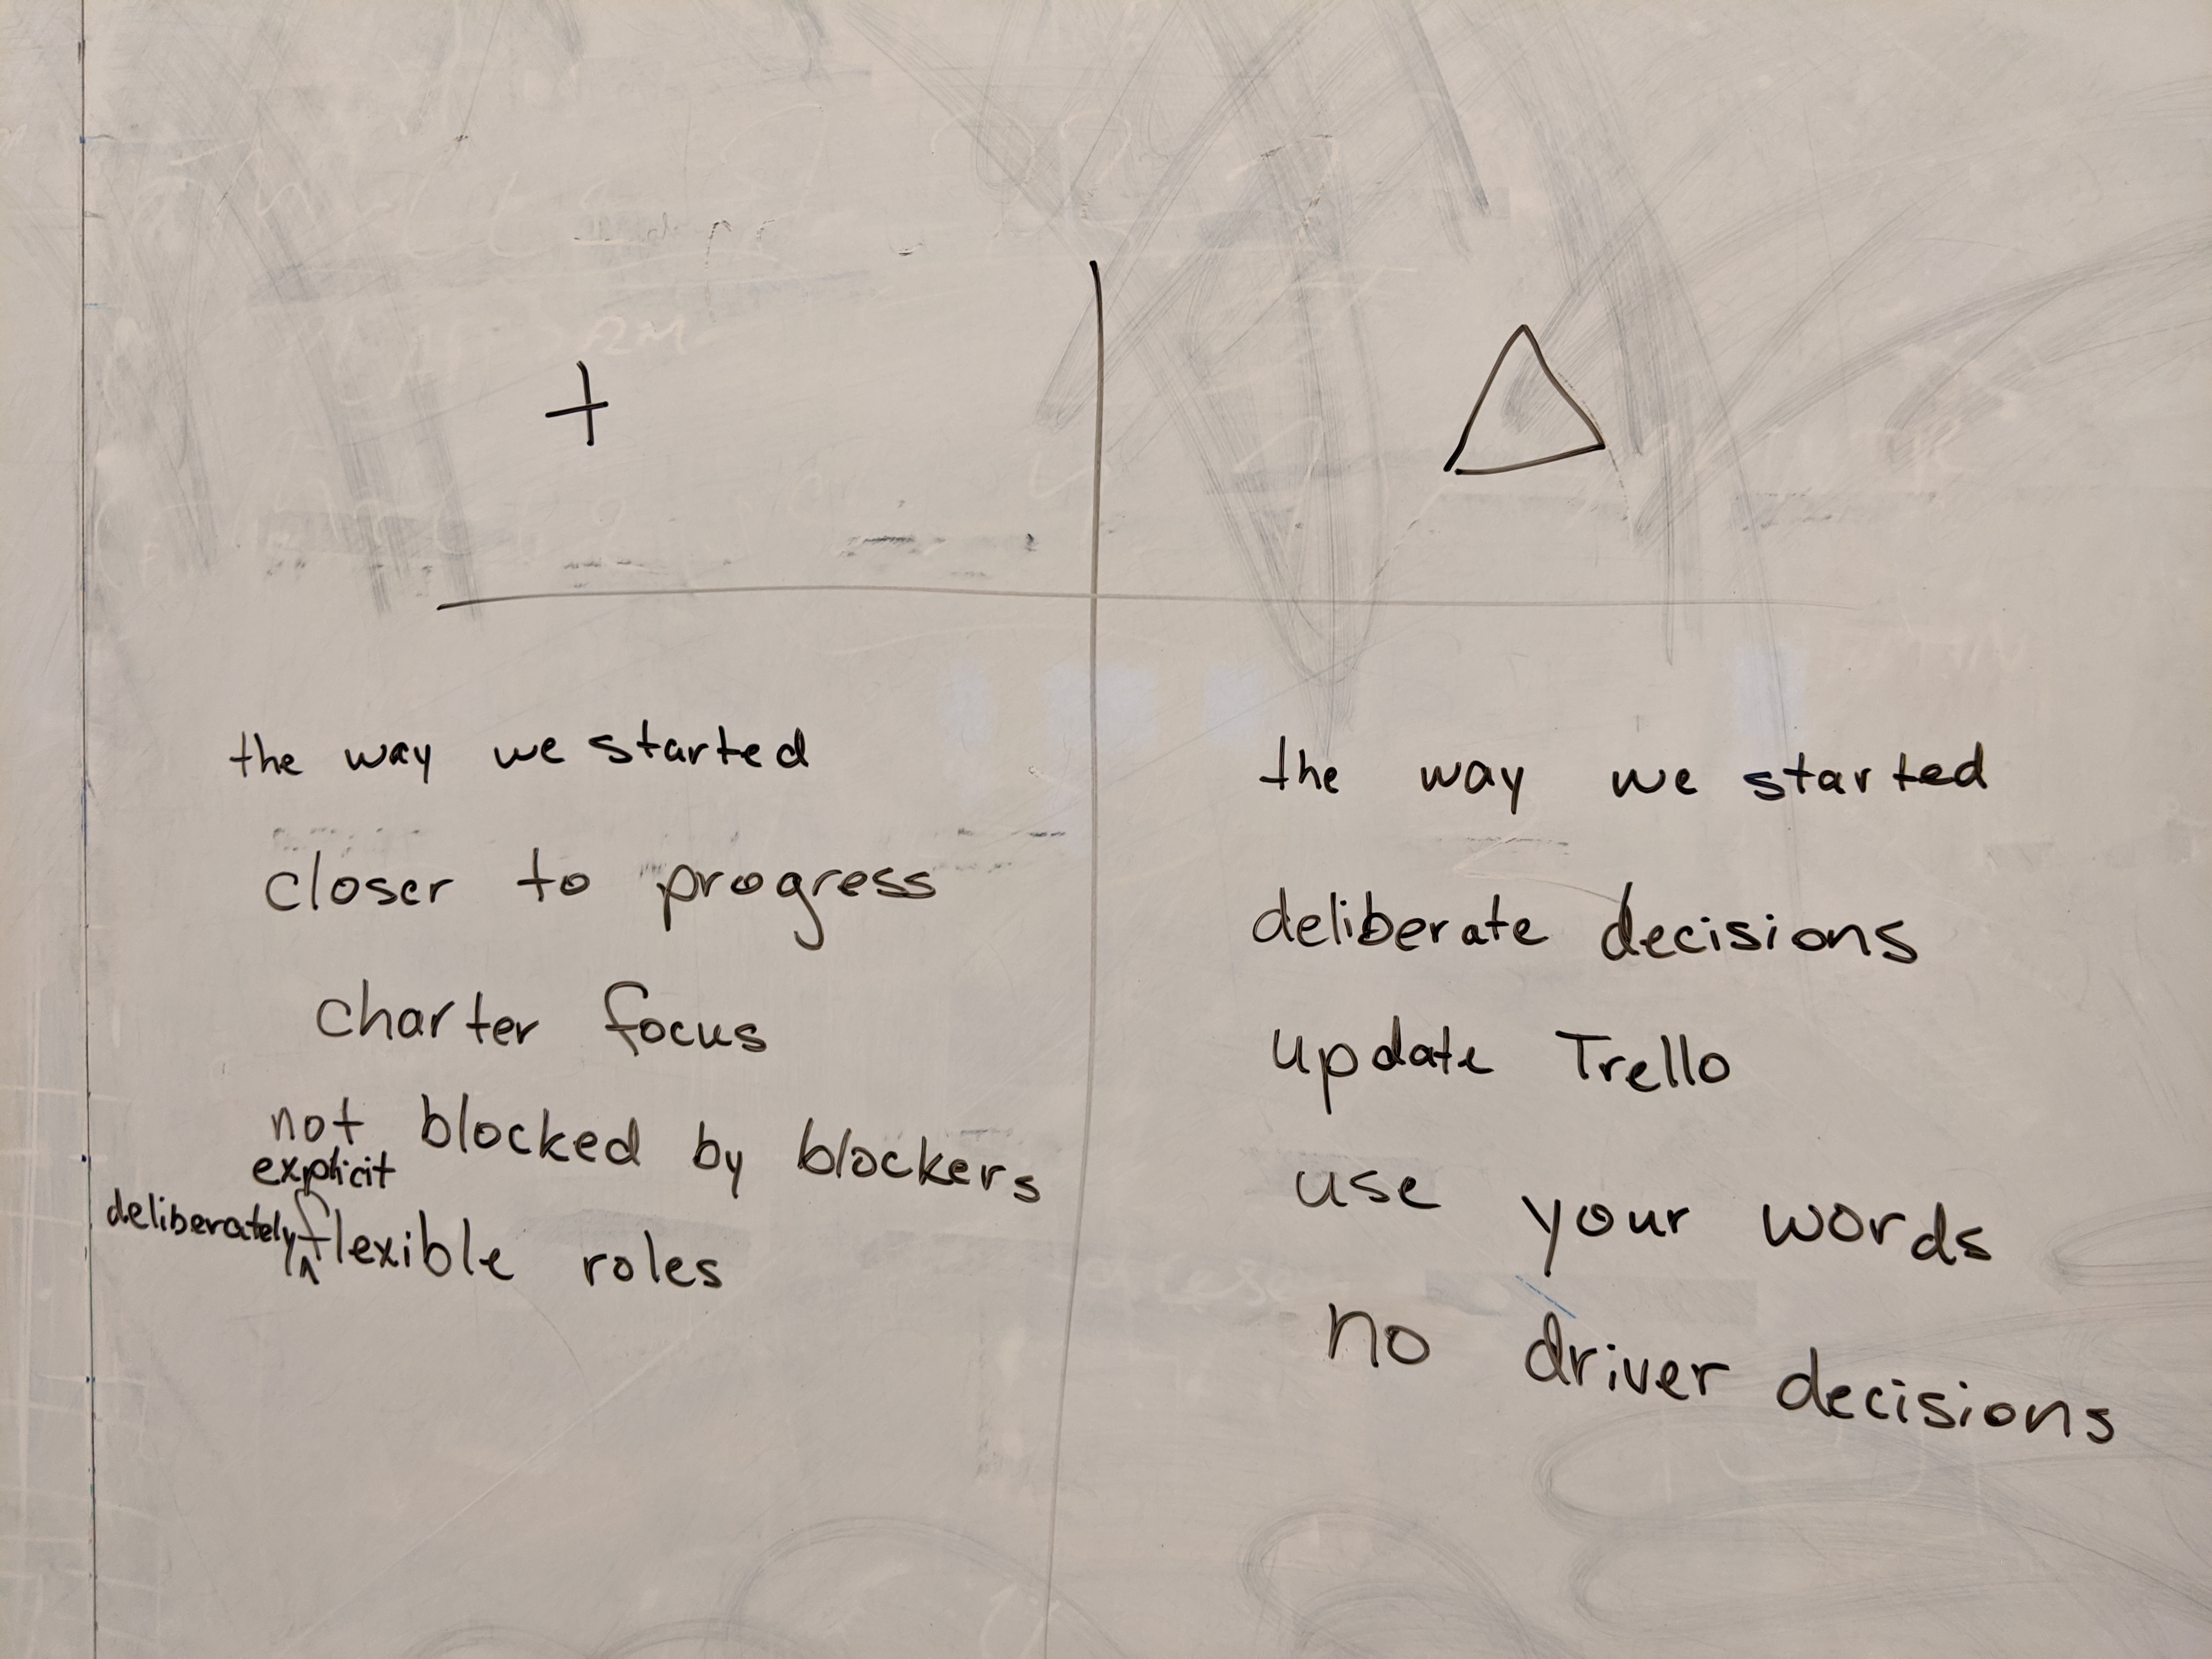 +
the way we started
closer to progress
charter focus
not blocked by blockers
explicit
deliberately ^ flexible roles
△
the way we started
deliberate decisions
update Trello
use your words
no driver decisions